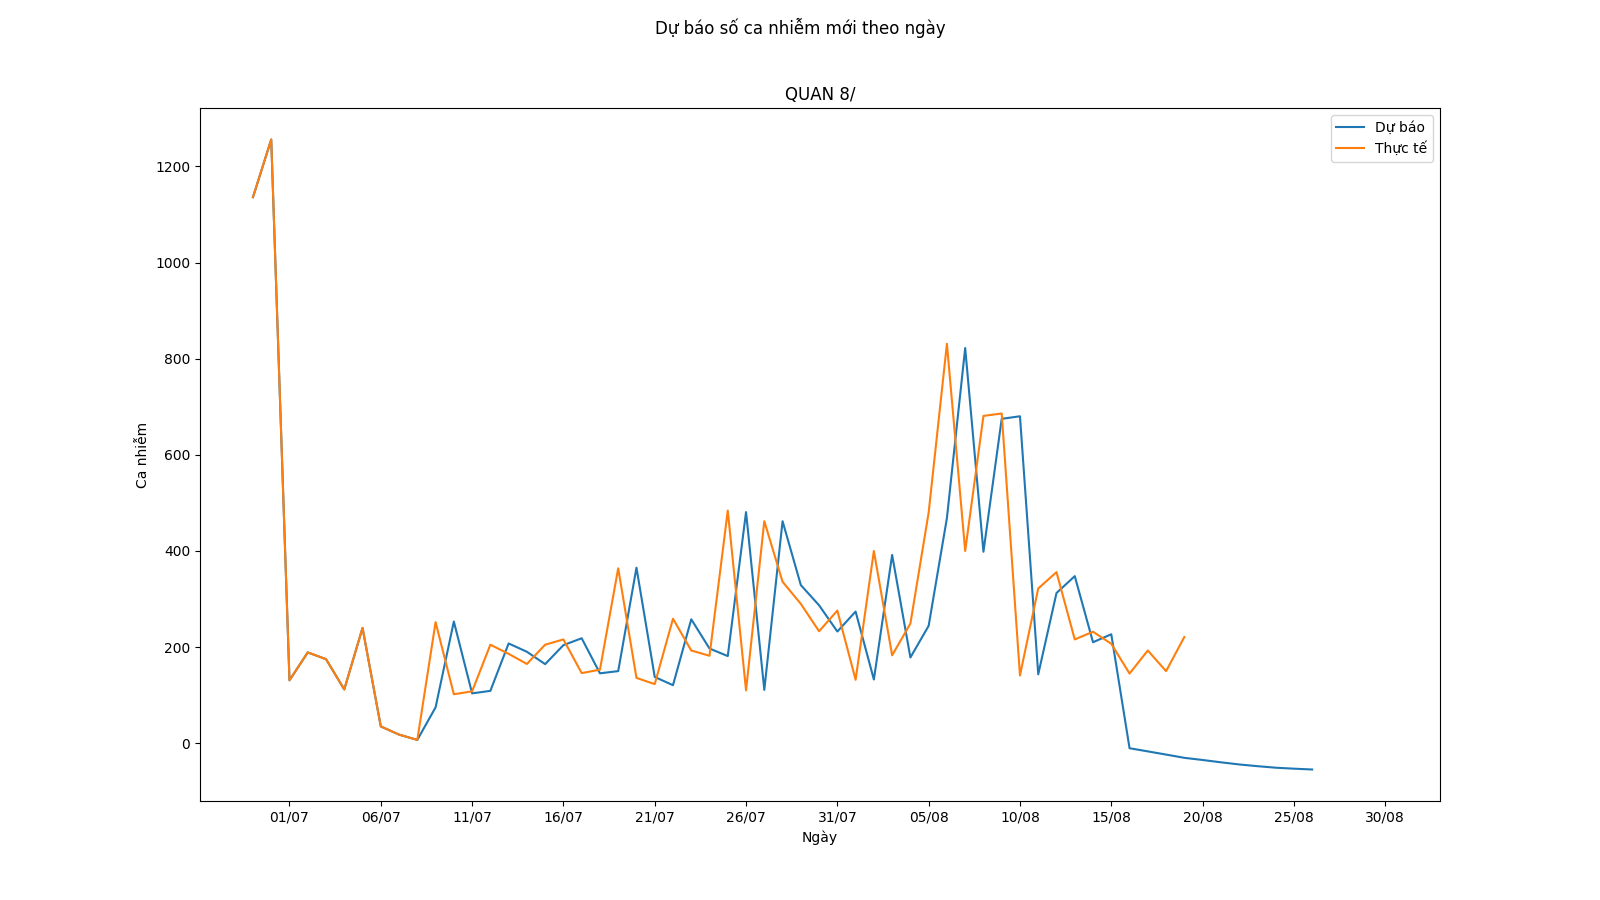 Dự báo số ca nhiễm mới theo ngày
QUAN 8/
Dự báo
Thực tế
1200
1000
800
600
400
200
0
Ca nhiễm
01/07 06/07 11/07 16/07 21/07 26/07 31/07 05/08 10/08 15/08 20/08 25/08 30/08
Ngày